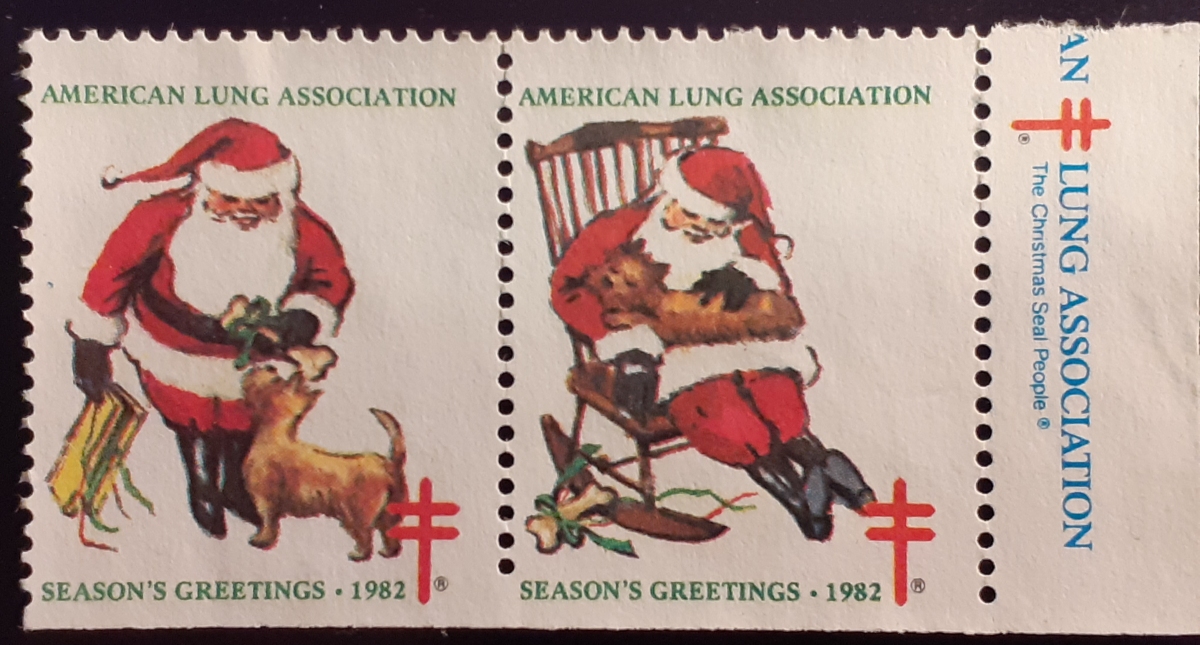 AMERICAN LUNG ASSOCIATION
SEASON'S GREETINGS • 1982 ®
AMERICAN LUNG ASSOCIATION
SEASON'S GREETINGS • 1982 ®
AN ® LUNG ASSOCIATION
The Christmas Seal People ®